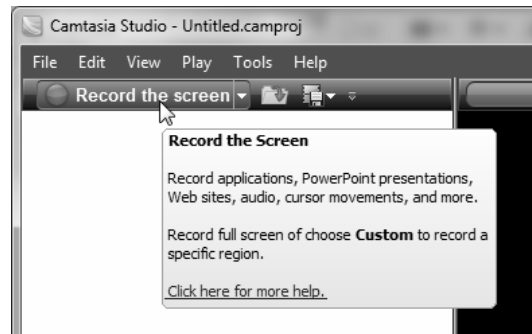 Camtasia Studio - Untitled.camproj
File Edit View Play Tools Help
Record the screen
Record the Screen
Record applications, PowerPoint presentations,
Web sites, audio, cursor movements, and more.
Record full screen of choose Custom to record a
specific region.
Click here for more help.